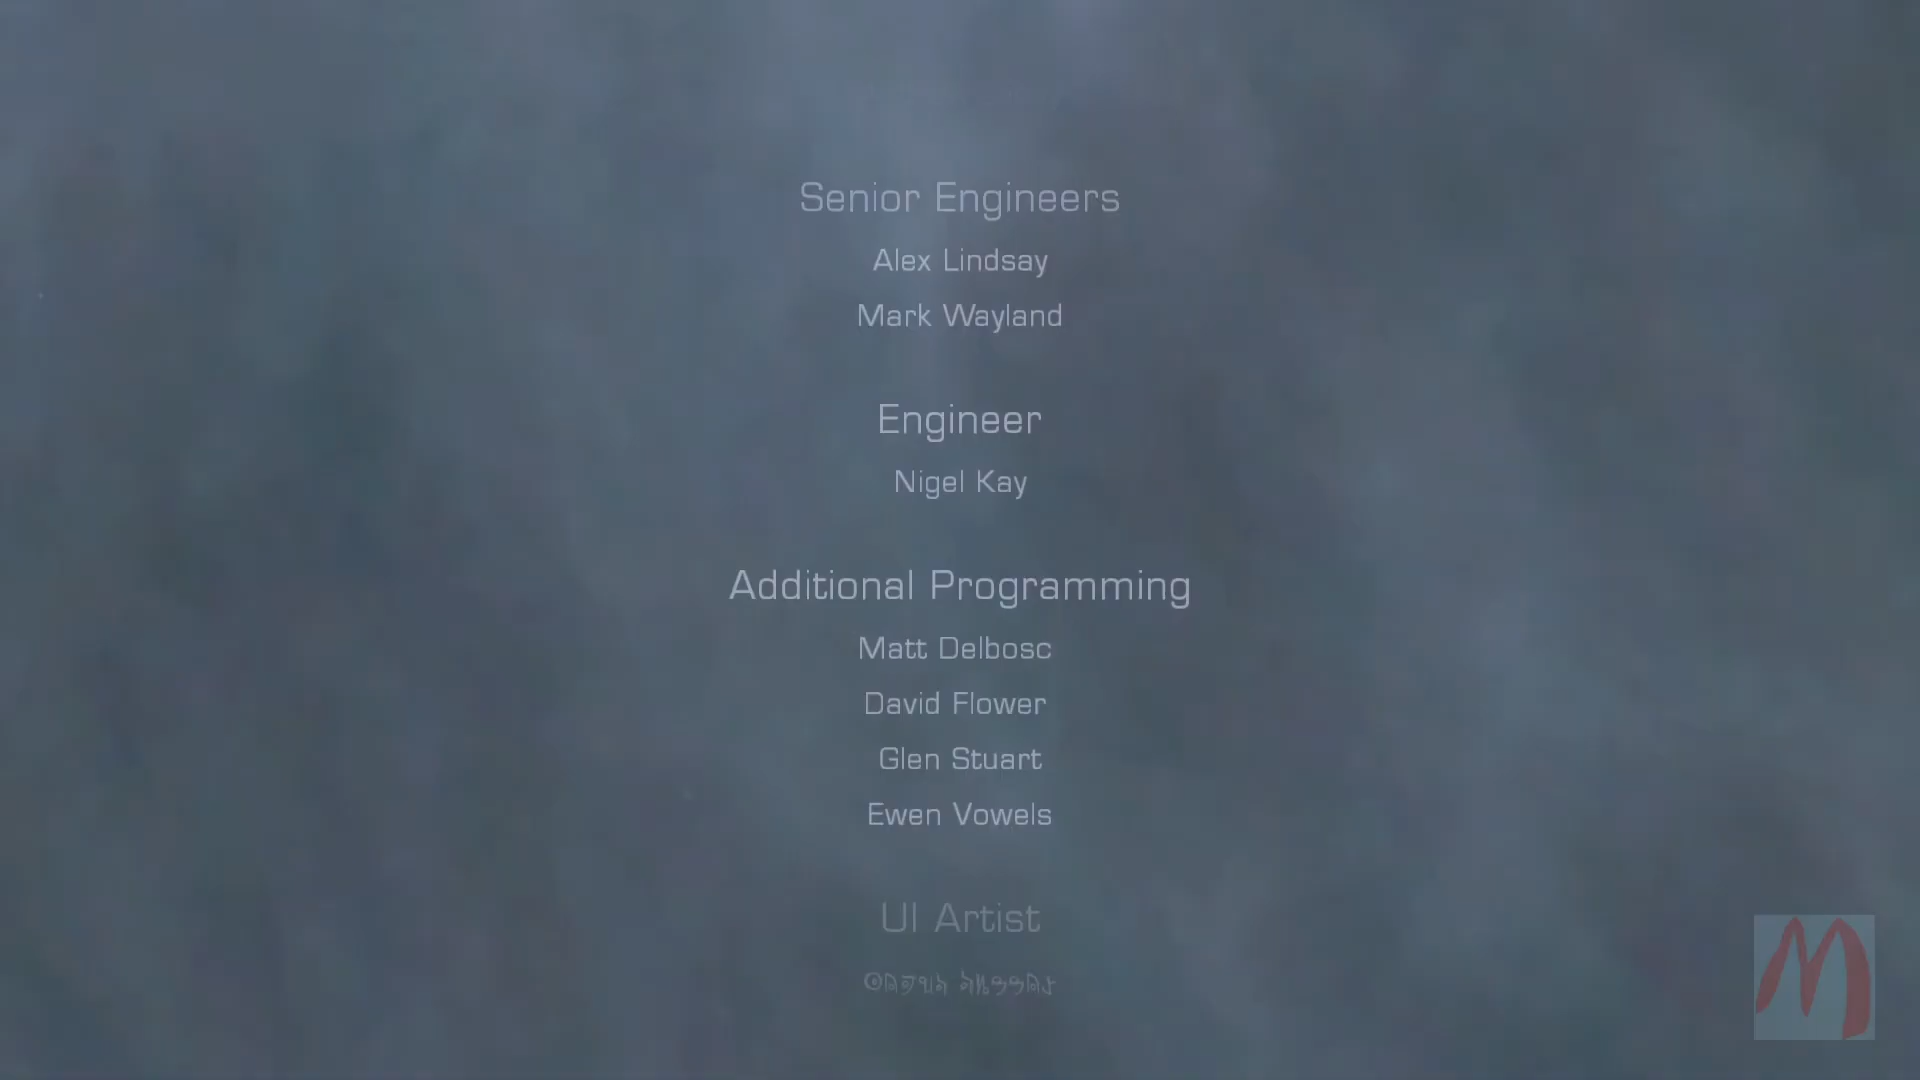 Senior Engineers
Alex Lindsay
Mark Wayland
Engineer
Nigel Kay
Additional Programming
Matt Delbosc
David Flower
Glen Stuart
Ewen Vowels
UI Artist
M